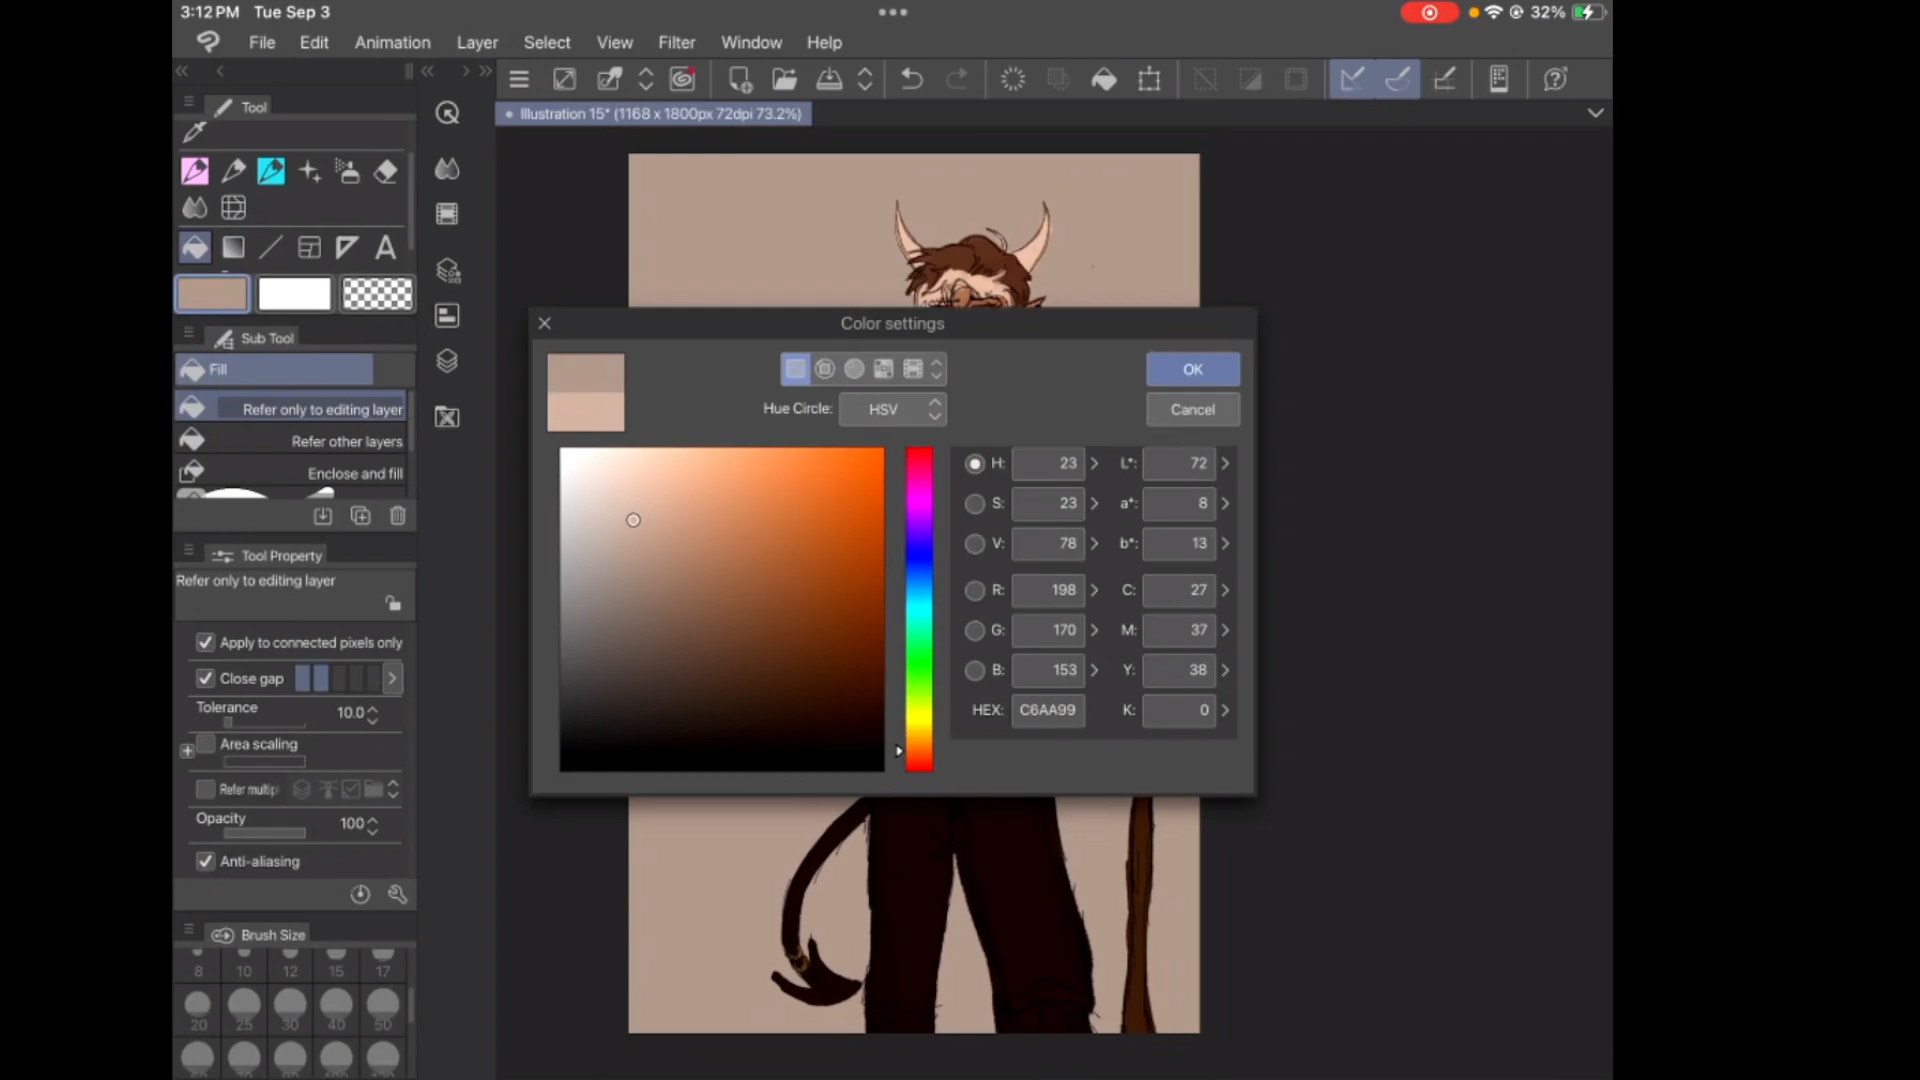 3:12 PM Tue Sep 3
32%
File Edit Animation Layer Select View Filter Window Help
Tool
Illustration 15* (1168 x 1800px 72dpi 73.2%)
A
Sub Tool
Fill
Refer only to editing layer
Refer other layers
Enclose and fill
Tool Property
Refer only to editing layer
Apply to connected pixels only
Close gap
Tolerance 10.0
Area scaling
Refer multip
Opacity 100
Anti-aliasing
Brush Size
8 10 12 15 17
20 25 30 40 50
Color settings
OK
Hue Circle: HSV
Cancel
H: 23 L*: 72
S: 23 a*: 8
V: 78 b*: 13
R: 198 C: 27
G: 170 M: 37
B: 153 Y: 38
HEX: C6AA99 K: 0